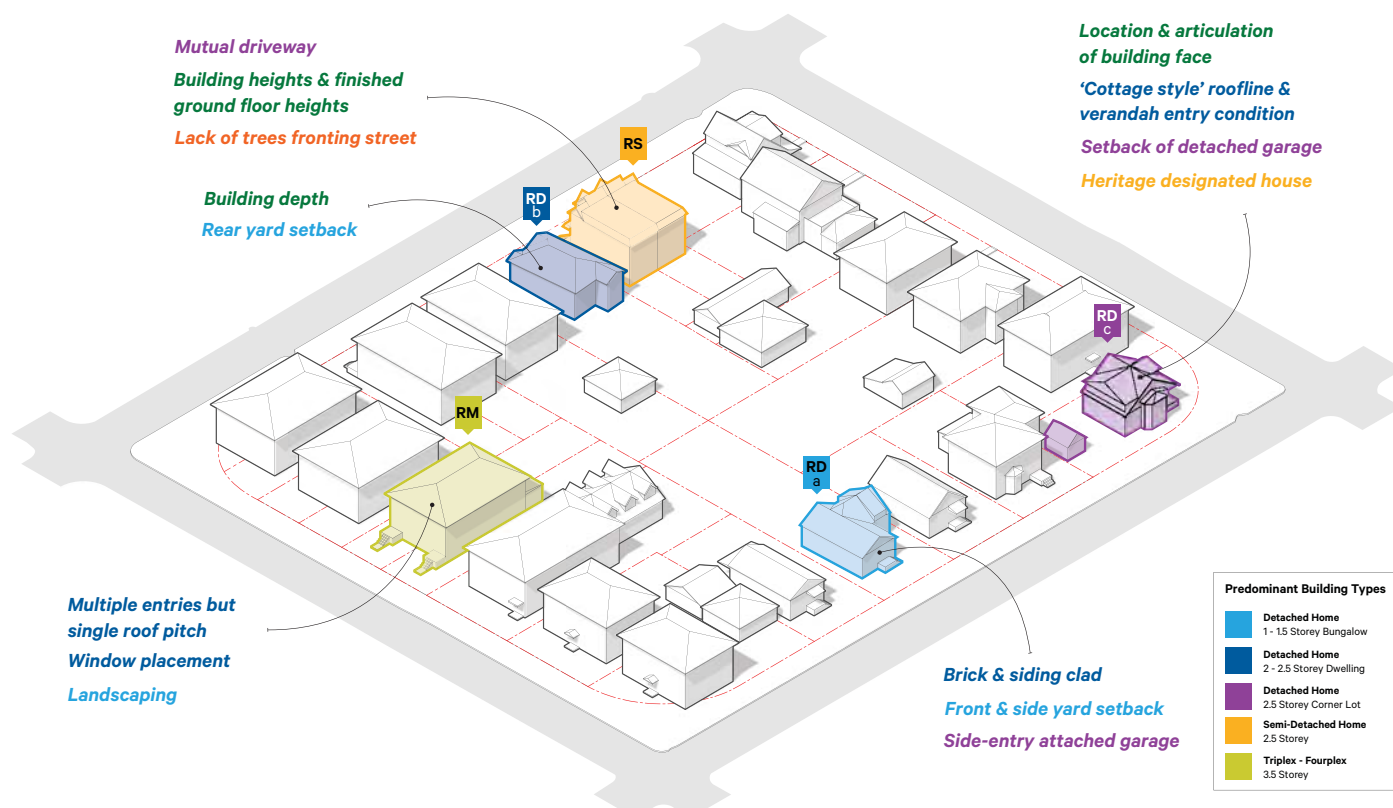 Mutual driveway
Building heights & finished
ground floor heights
Lack of trees fronting street
Building depth
Rear yard setback
RS
RD
b
Location & articulation
of building face
‘Cottage style’ roofline &
verandah entry condition
Setback of detached garage
Heritage designated house
RD
c
RM
RD
a
Multiple entries but
single roof pitch
Window placement
Landscaping
Brick & siding clad
Front & side yard setback
Side-entry attached garage
Predominant Building Types
Detached Home
1 - 1.5 Storey Bungalow
Detached Home
2 - 2.5 Storey Dwelling
Detached Home
2.5 Storey Corner Lot
Semi-Detached Home
2.5 Storey
Triplex - Fourplex
3.5 Storey